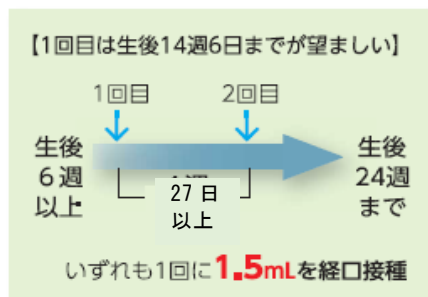 【1回目は生後14週6日までが望ましい】
1回目
2回目
生後
6週
以上
27日
以上
生後
24週
まで
いずれも1回に1.5mLを経口接種